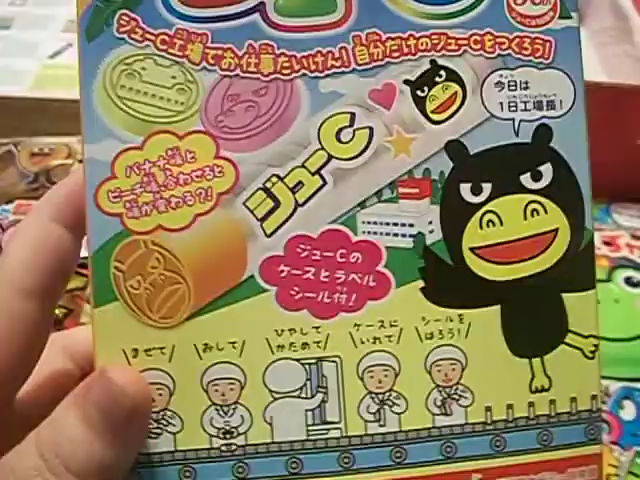 ジューC工場でお仕事たいけん!自分だけのジューCをつくろう!
今日は
1日工場長!
ジューC
バナナ味と
ピーチ味、合わせると
味が変わる?!
ジューCの
ケースとラベル
シール付!
まぜて
おして
ひやして
かためて
ケースに
いれて
シールを
はろう!